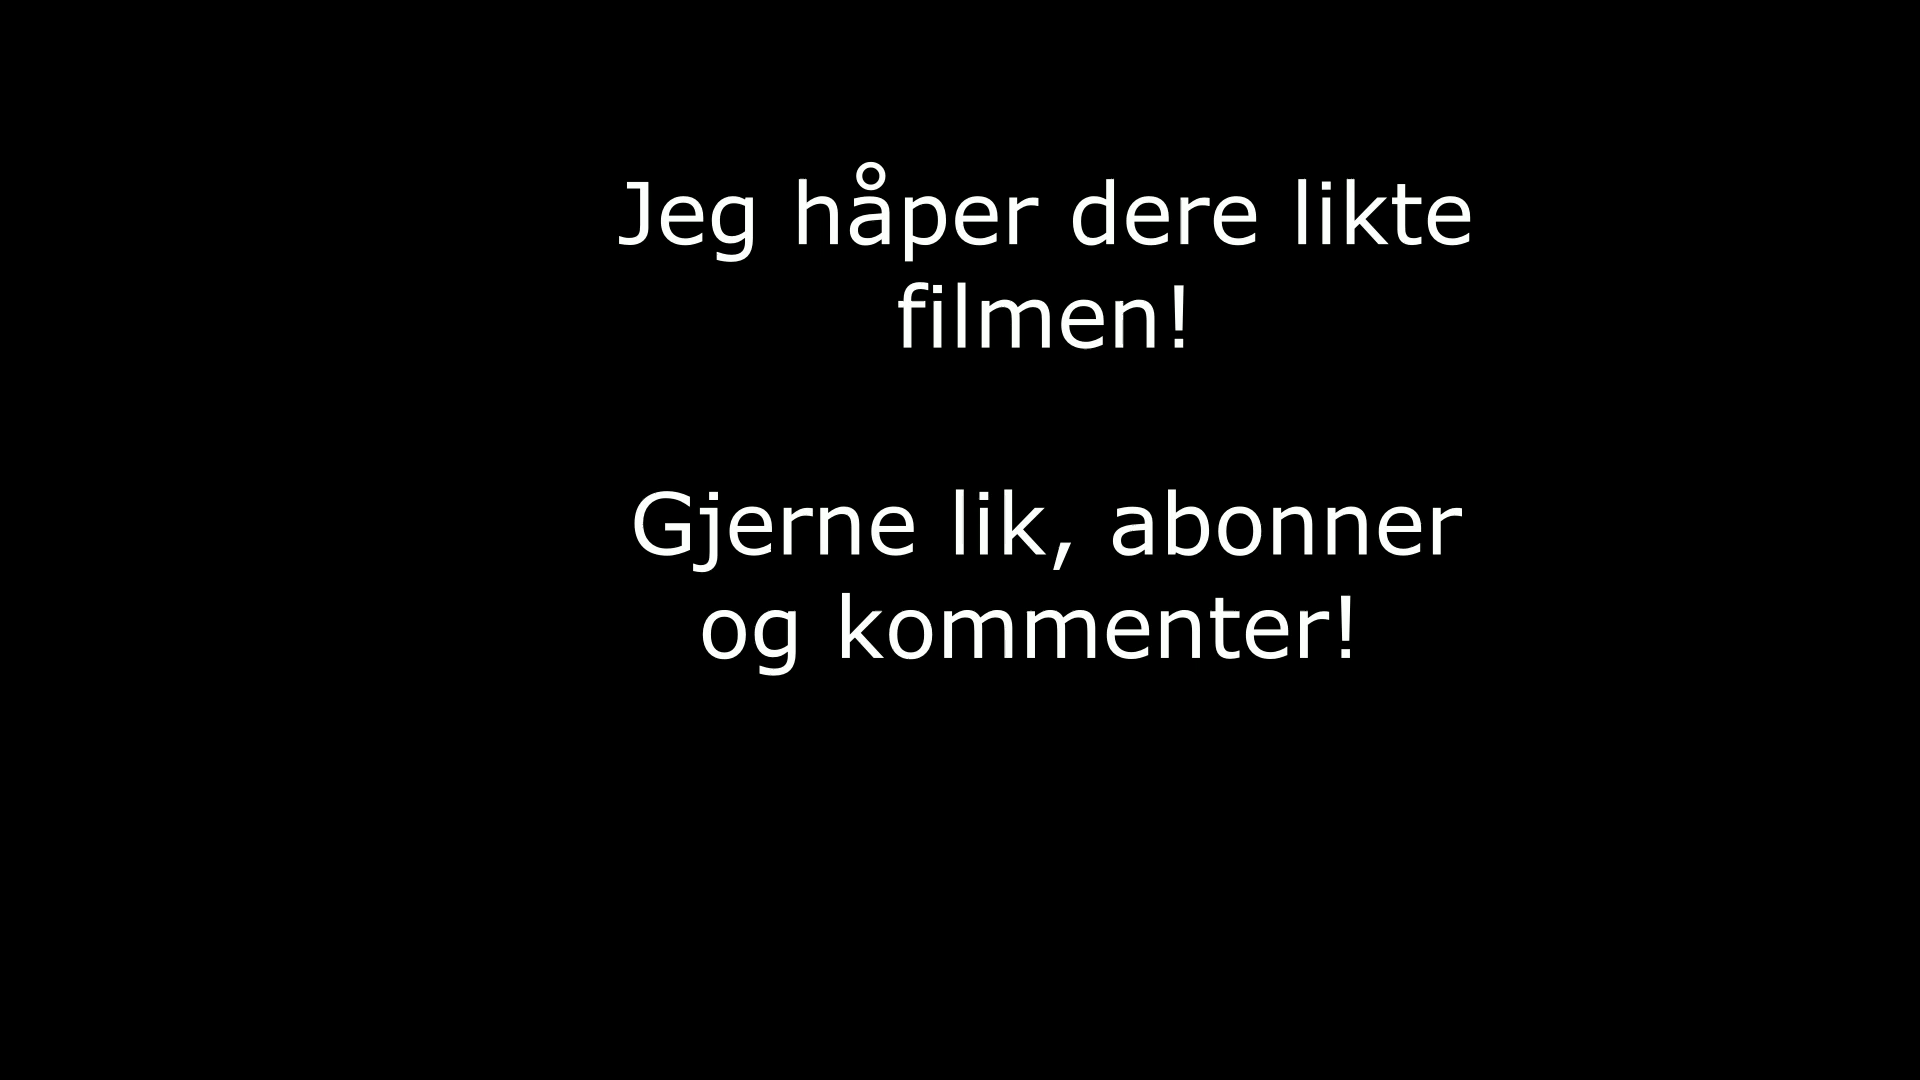 Jeg håper dere likte
filmen!
Gjerne lik, abonner
og kommenter!